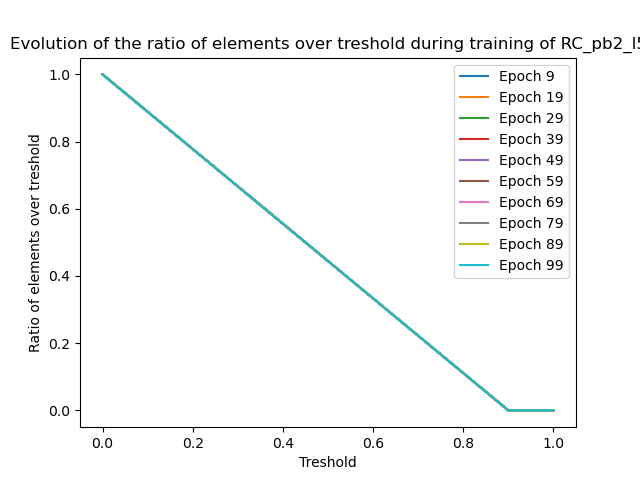 Evolution of the ratio of elements over treshold during training of RC_pb2_l5
1.0
0.8
0.6
0.4
0.2
0.0
Ratio of elements over treshold
Epoch 9
Epoch 19
Epoch 29
Epoch 39
Epoch 49
Epoch 59
Epoch 69
Epoch 79
Epoch 89
Epoch 99
0.0 0.2 0.4 0.6 0.8 1.0
Treshold